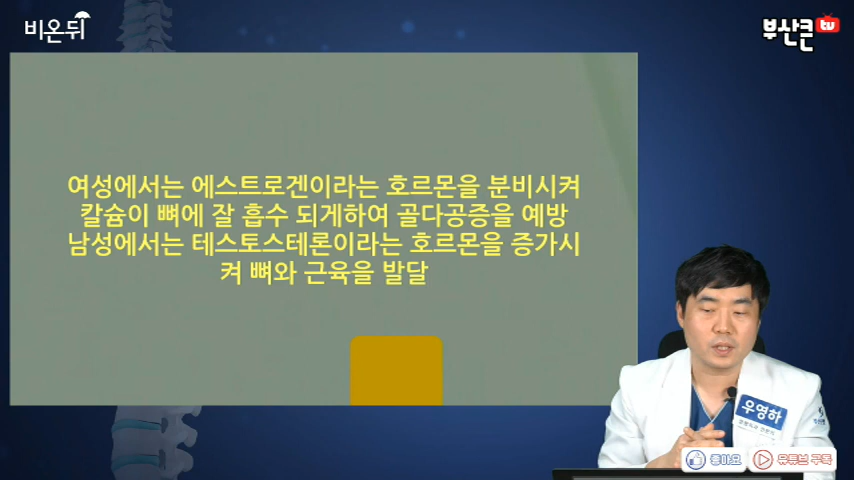 비온뒤
부산큰
tv
여성에서는 에스트로겐이라는 호르몬을 분비시켜
칼슘이 뼈에 잘 흡수 되게하여 골다공증을 예방
남성에서는 테스토스테론이라는 호르몬을 증가시
켜 뼈와 근육을 발달
우영하
좋아요
유튜브 구독